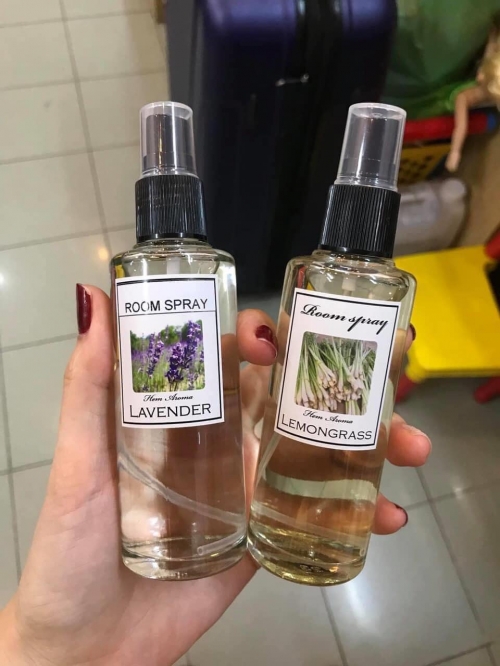 ROOM SPRAY
Hem Aroma
LAVENDER
Room spray
Hem Aroma
LEMONGRASS